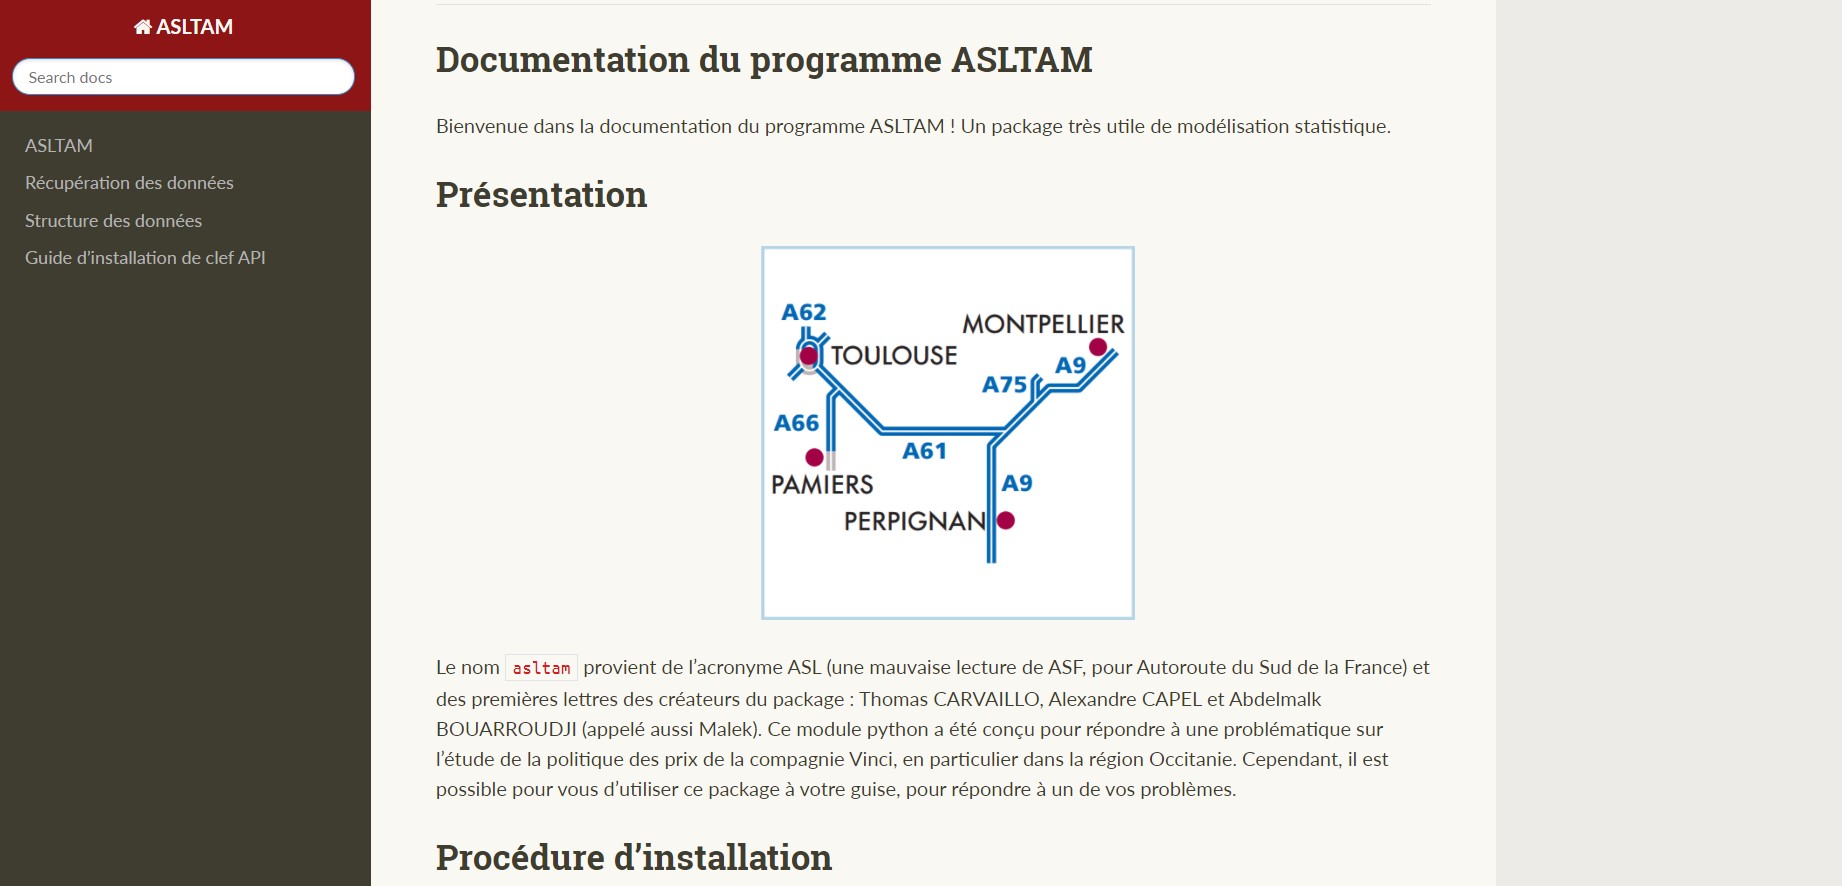 ASLTAM
Search docs
ASLTAM
Récupération des données
Structure des données
Guide d’installation de clef API
Documentation du programme ASLTAM
Bienvenue dans la documentation du programme ASLTAM ! Un package très utile de modélisation statistique.
Présentation
A62
MONTPELLIER
TOULOUSE
A9
A75
A66
A61
PAMIERS
A9
PERPIGNAN
Le nom asltam provient de l’acronyme ASL (une mauvaise lecture de ASF, pour Autoroute du Sud de la France) et
des premières lettres des créateurs du package : Thomas CARVAILLO, Alexandre CAPEL et Abdelmalk
BOUARROUDJI (appelé aussi Malek). Ce module python a été conçu pour répondre à une problématique sur
l’étude de la politique des prix de la compagnie Vinci, en particulier dans la région Occitanie. Cependant, il est
possible pour vous d’utiliser ce package à votre guise, pour répondre à un de vos problèmes.
Procédure d’installation